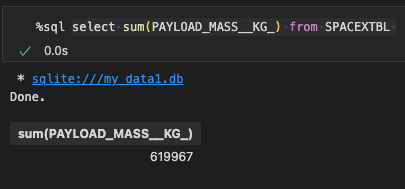 %sql select sum(PAYLOAD_MASS__KG_) from SPACEXTBL
✓ 0.0s
* sqlite:///my_data1.db
Done.
sum(PAYLOAD_MASS__KG_)
619967